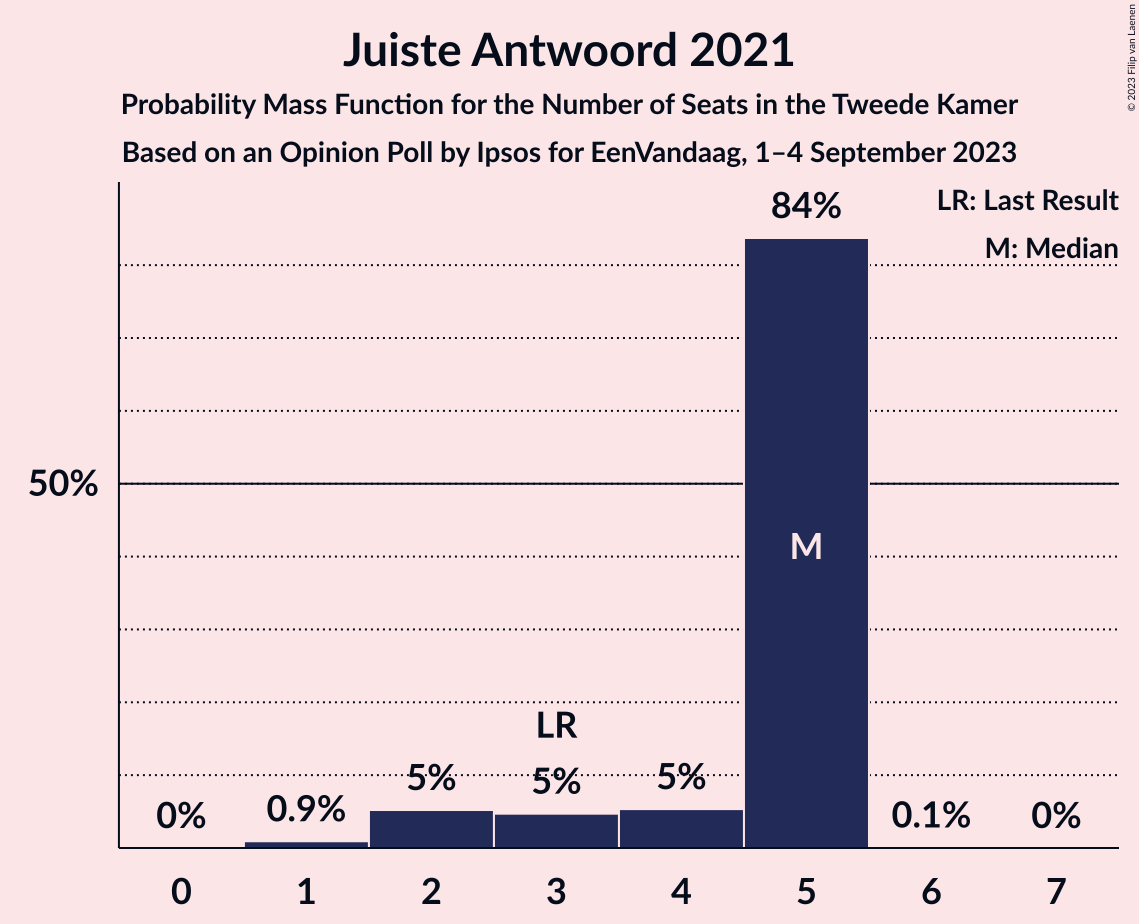 Juiste Antwoord 2021
Probability Mass Function for the Number of Seats in the Tweede Kamer
Based on an Opinion Poll by Ipsos for EenVandaag, 1–4 September 2023
© 2023 Filip van Laenen
LR: Last Result
M: Median
84%
50%
M
LR
0%
0.9%
5%
5%
5%
0.1%
0%
0 1 2 3 4 5 6 7